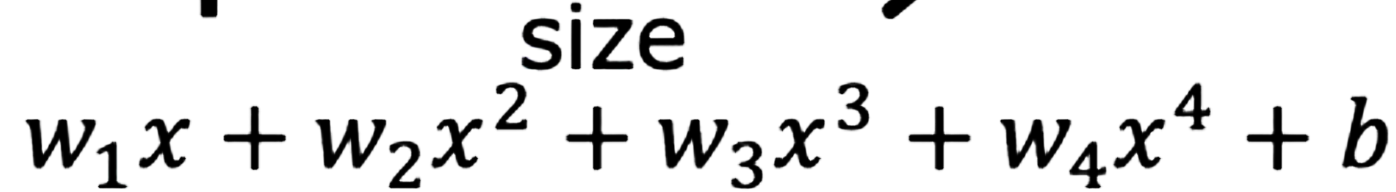 size
w₁x + w₂x² + w₃x³ + w₄x⁴ + b